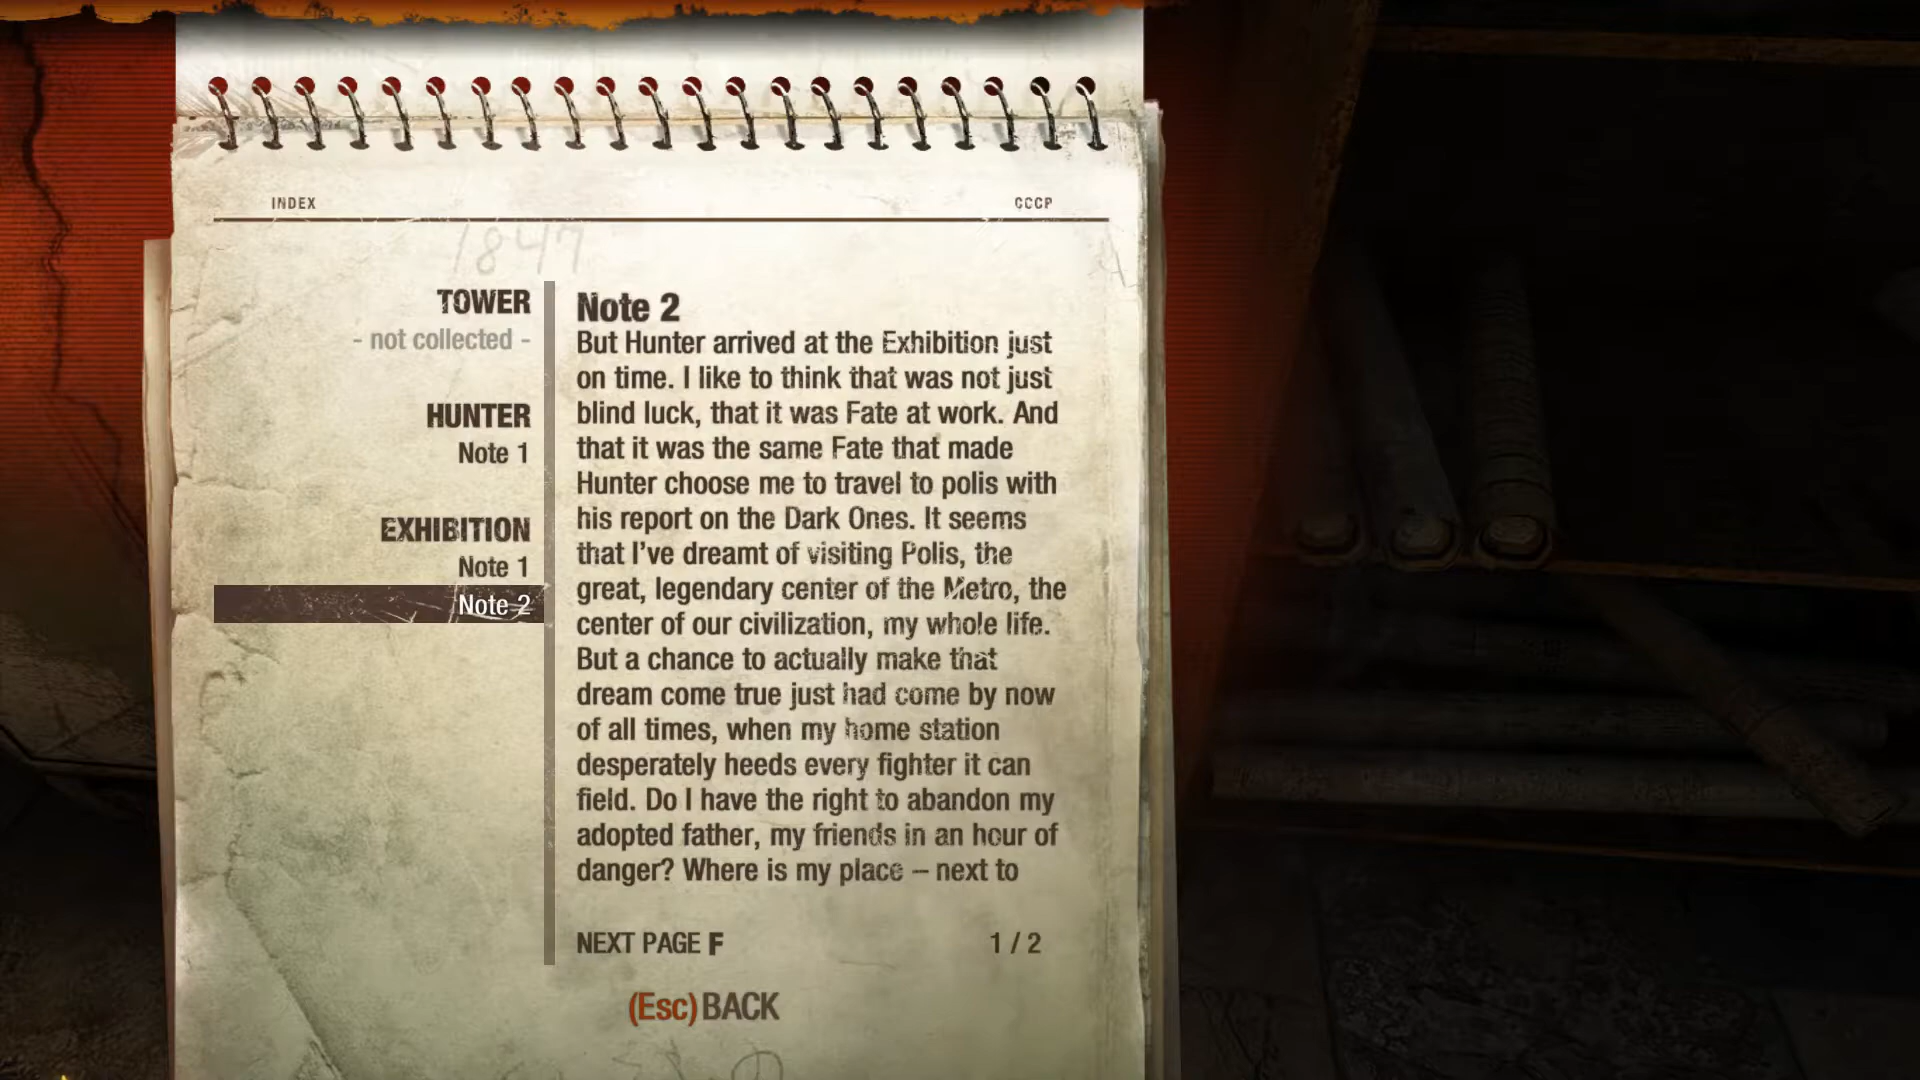 INDEX
CCCP
1847
TOWER
- not collected -
HUNTER
Note 1
EXHIBITION
Note 1
Note 2
Note 2
But Hunter arrived at the Exhibition just
on time. I like to think that was not just
blind luck, that it was Fate at work. And
that it was the same Fate that made
Hunter choose me to travel to polis with
his report on the Dark Ones. It seems
that I've dreamt of visiting Polis, the
great, legendary center of the Metro, the
center of our civilization, my whole life.
But a chance to actually make that
dream come true just had come by now
of all times, when my home station
desperately heeds every fighter it can
field. Do I have the right to abandon my
adopted father, my friends in an hour of
danger? Where is my place – next to
NEXT PAGE F
1 / 2
(Esc) BACK